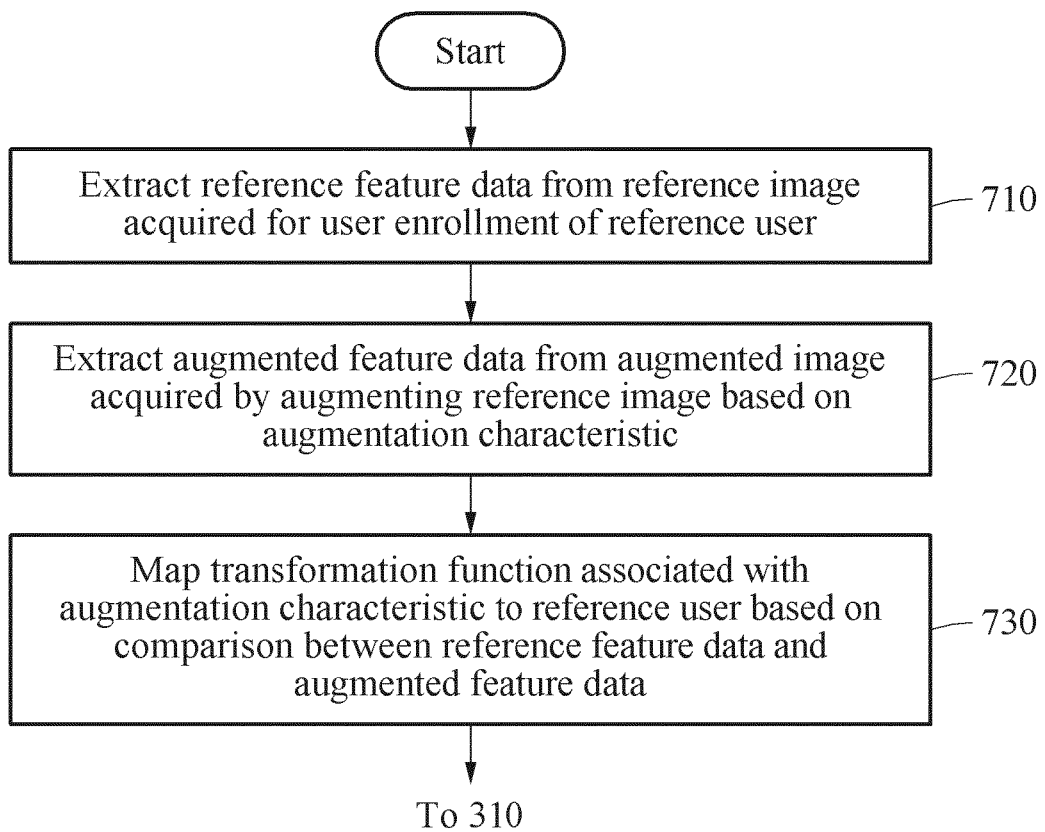 Start
Extract reference feature data from reference image
acquired for user enrollment of reference user
710
Extract augmented feature data from augmented image
acquired by augmenting reference image based on
augmentation characteristic
720
Map transformation function associated with
augmentation characteristic to reference user based on
comparison between reference feature data and
augmented feature data
730
To 310